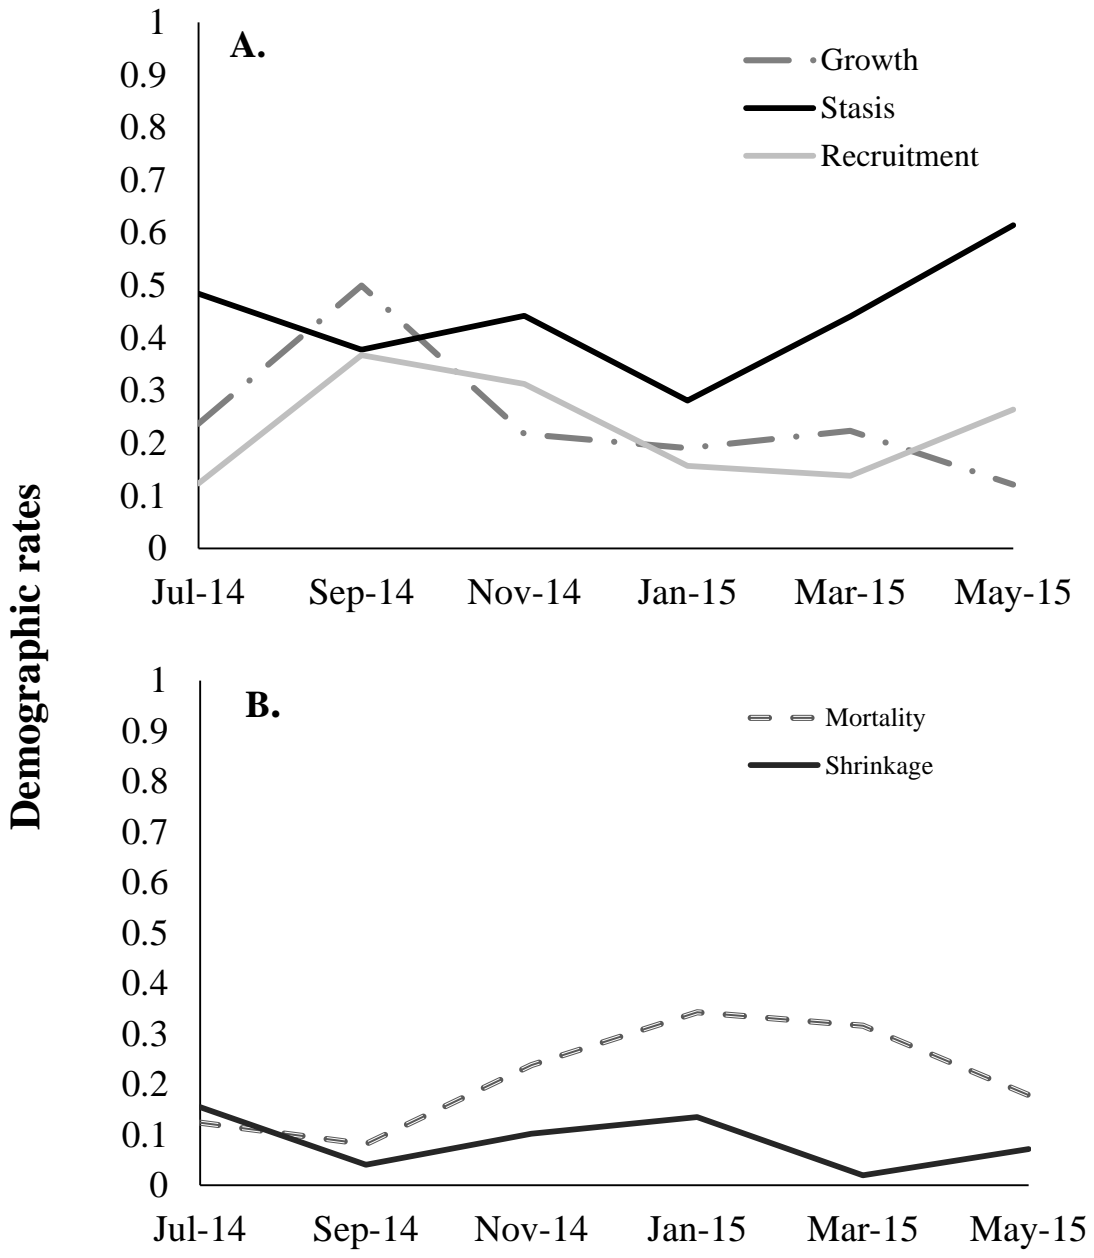 Demographic rates
A.
1
0.9
0.8
0.7
0.6
0.5
0.4
0.3
0.2
0.1
0
Growth
Stasis
Recruitment
Jul-14 Sep-14 Nov-14 Jan-15 Mar-15 May-15
B.
1
0.9
0.8
0.7
0.6
0.5
0.4
0.3
0.2
0.1
0
Mortality
Shrinkage
Jul-14 Sep-14 Nov-14 Jan-15 Mar-15 May-15